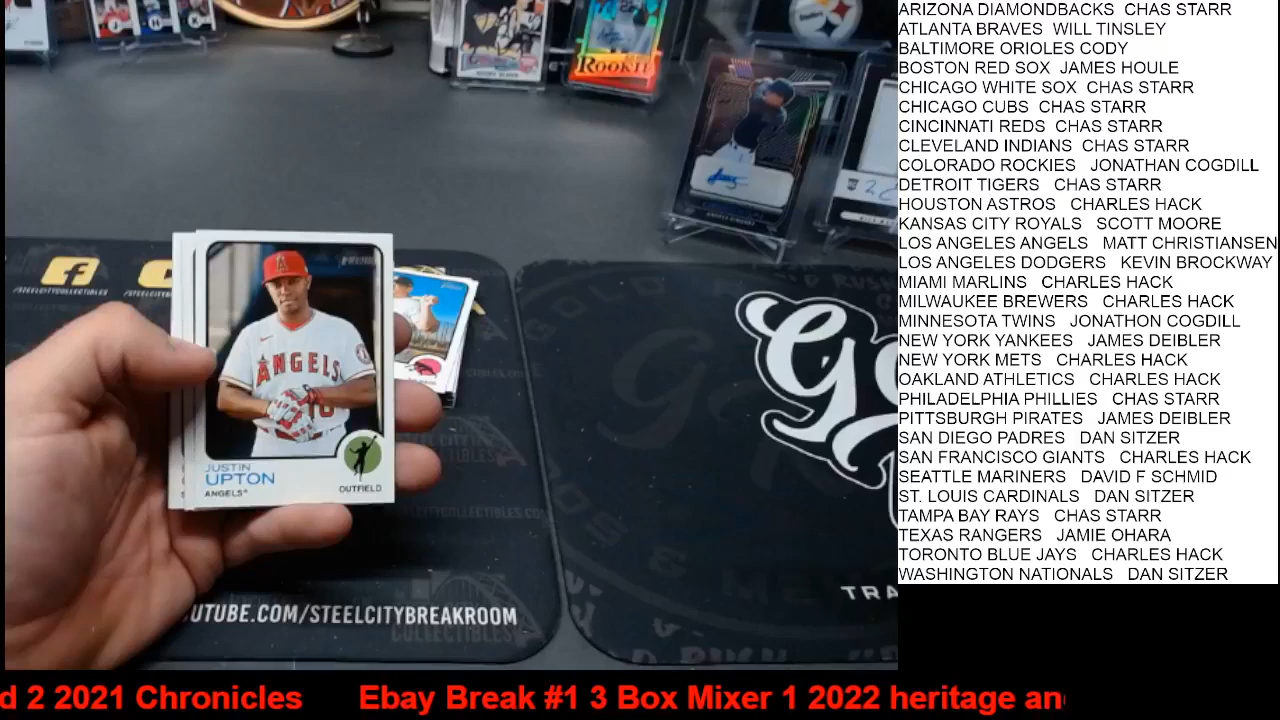 ARIZONA DIAMONDBACKS CHAS STARR
ATLANTA BRAVES WILL TINSLEY
BALTIMORE ORIOLES CODY
BOSTON RED SOX JAMES HOULE
CHICAGO WHITE SOX CHAS STARR
CHICAGO CUBS CHAS STARR
CINCINNATI REDS CHAS STARR
CLEVELAND INDIANS CHAS STARR
COLORADO ROCKIES JONATHAN COGDILL
DETROIT TIGERS CHAS STARR
HOUSTON ASTROS CHARLES HACK
KANSAS CITY ROYALS SCOTT MOORE
LOS ANGELES ANGELS MATT CHRISTIANSEN
LOS ANGELES DODGERS KEVIN BROCKWAY
MIAMI MARLINS CHARLES HACK
MILWAUKEE BREWERS CHARLES HACK
MINNESOTA TWINS JONATHON COGDILL
NEW YORK YANKEES JAMES DEIBLER
NEW YORK METS CHARLES HACK
OAKLAND ATHLETICS CHARLES HACK
PHILADELPHIA PHILLIES CHAS STARR
PITTSBURGH PIRATES JAMES DEIBLER
SAN DIEGO PADRES DAN SITZER
SAN FRANCISCO GIANTS CHARLES HACK
SEATTLE MARINERS DAVID F SCHMID
ST. LOUIS CARDINALS DAN SITZER
TAMPA BAY RAYS CHAS STARR
TEXAS RANGERS JAMIE OHARA
TORONTO BLUE JAYS CHARLES HACK
WASHINGTON NATIONALS DAN SITZER
ROOKIE
/STEELCITYCOLLECTIBLES
ANGELS
JUSTIN
UPTON
ANGELS
OUTFIELD
UTUBE.COM/STEELCITYBREAKROOM
COLLECTIBLES
TRA
d 2 2021 Chronicles Ebay Break #1 3 Box Mixer 1 2022 heritage an